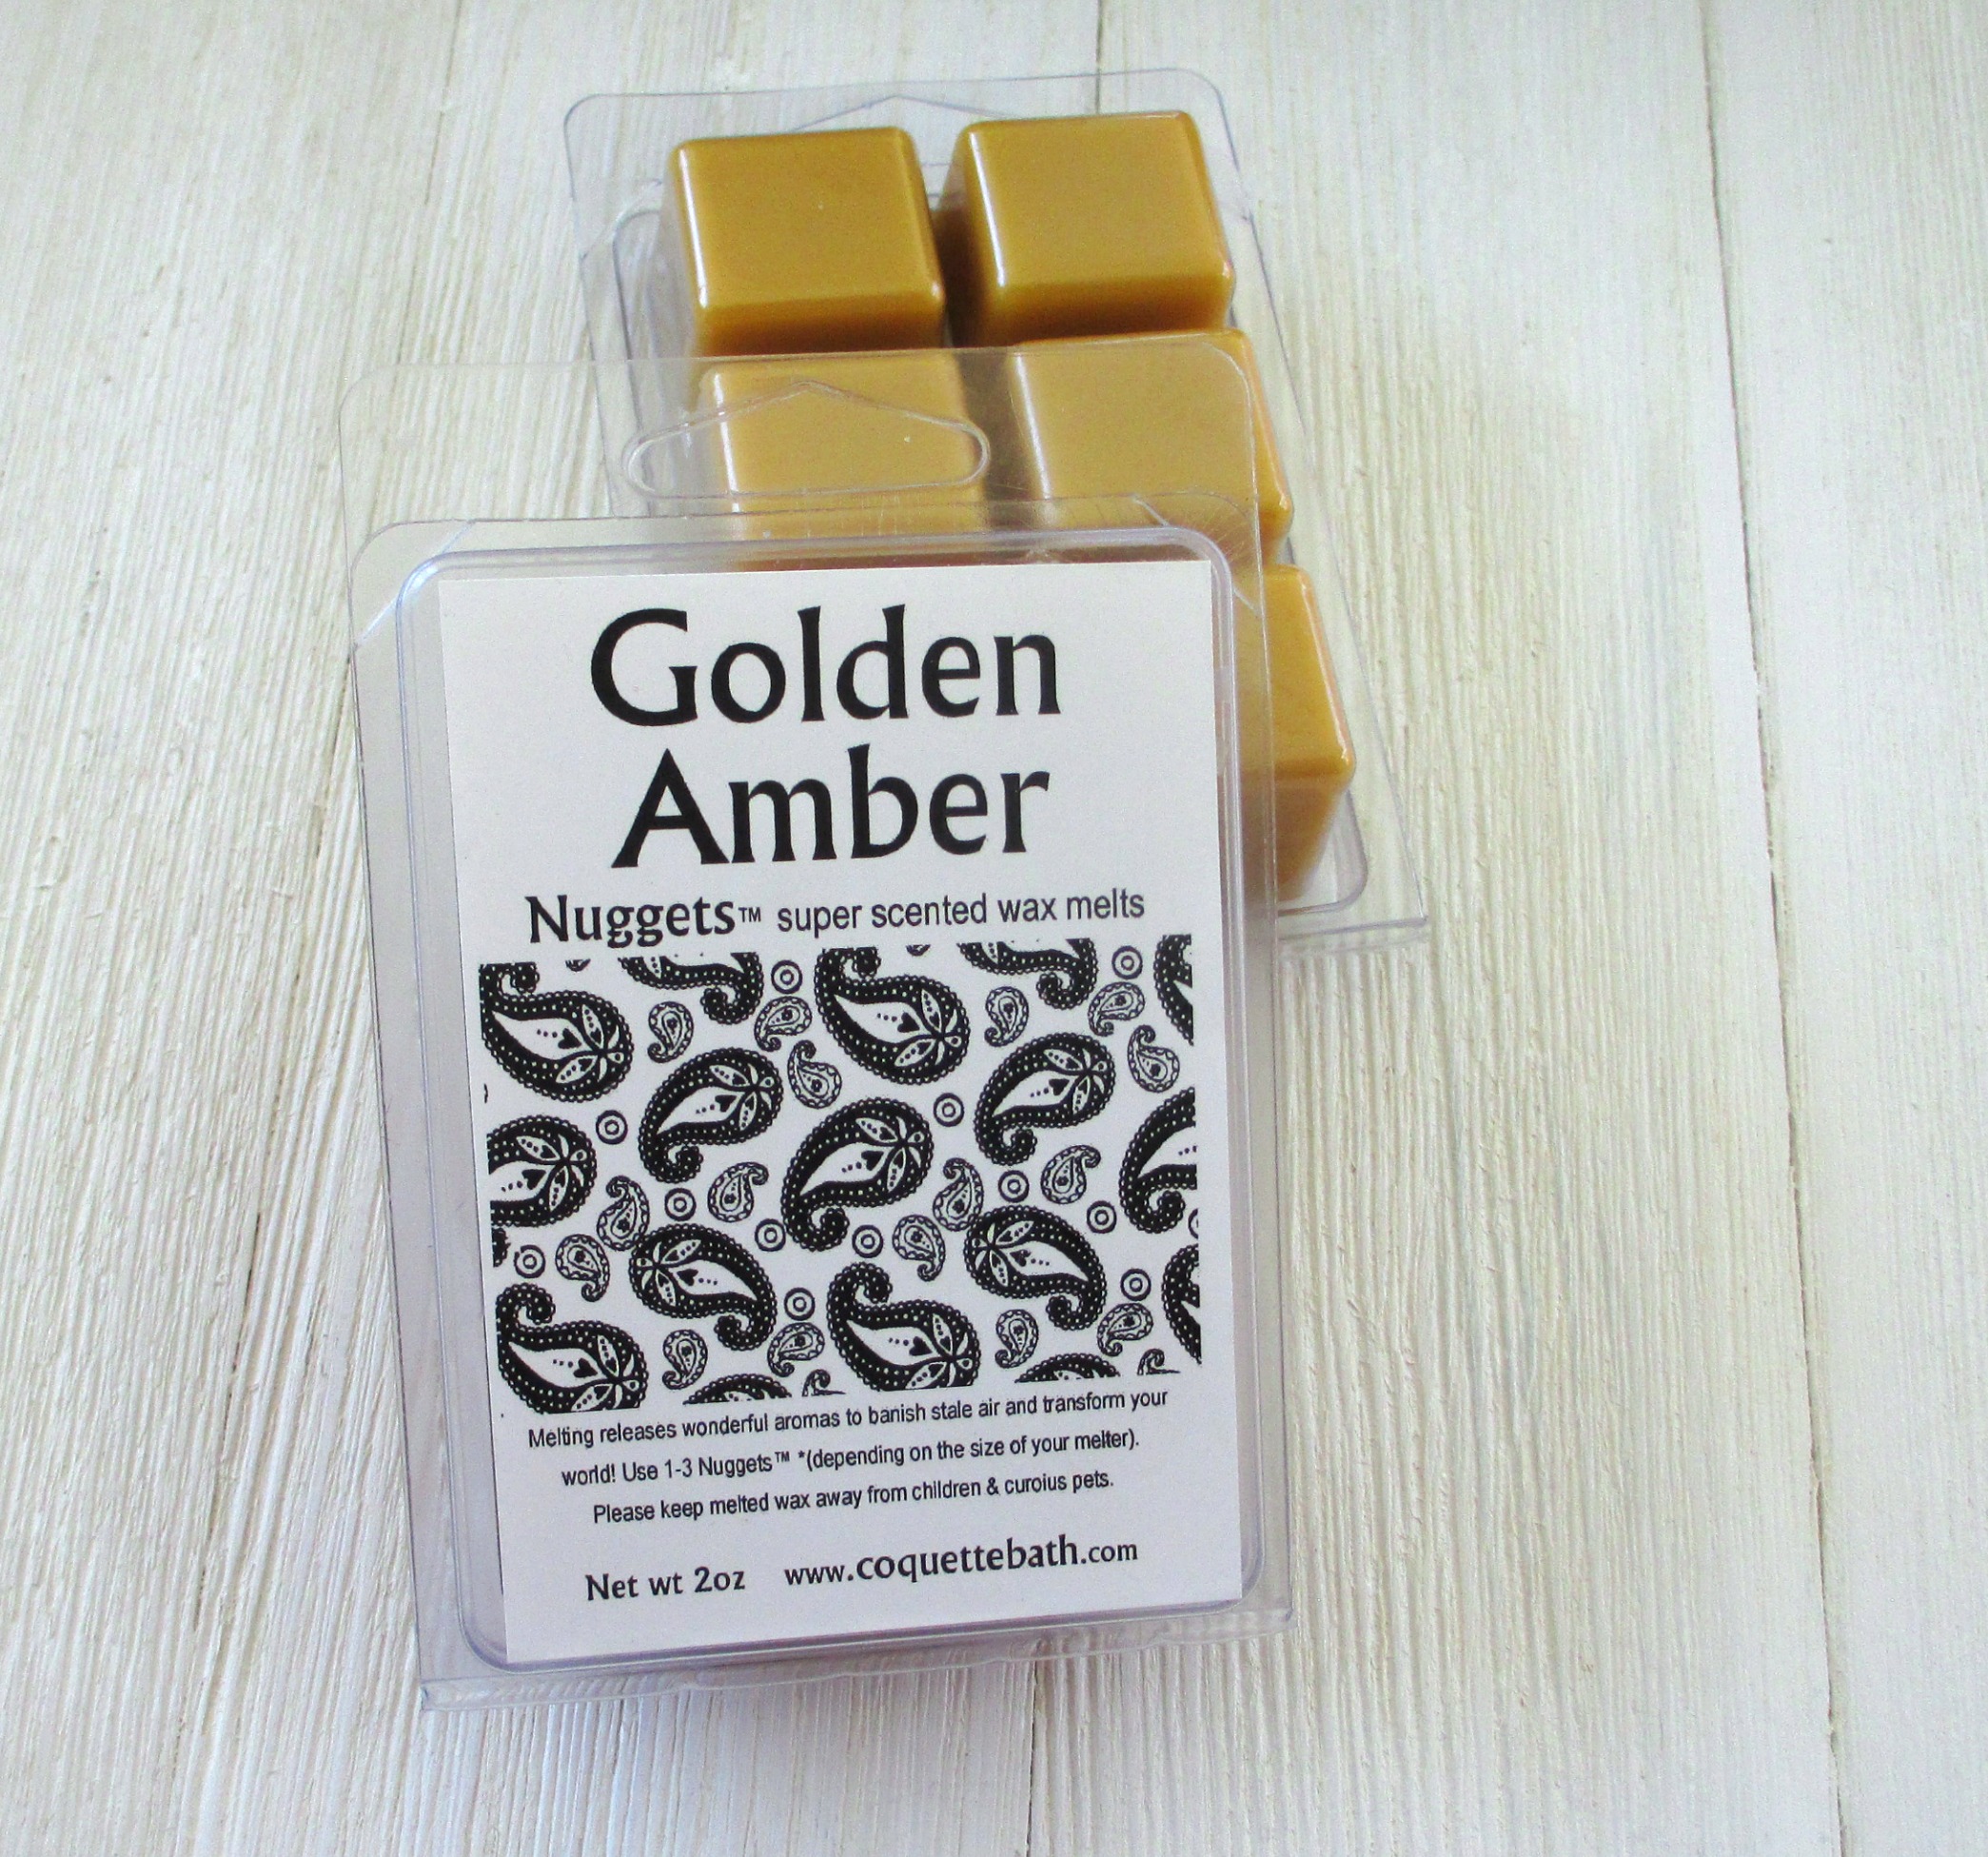 Golden
Amber
Nuggets™ super scented wax melts
Melting releases wonderful aromas to banish stale air and transform your
world! Use 1-3 Nuggets™ *(depending on the size of your melter).
Please keep melted wax away from children & curoius pets.
Net wt 2oz www.coquettebath.com